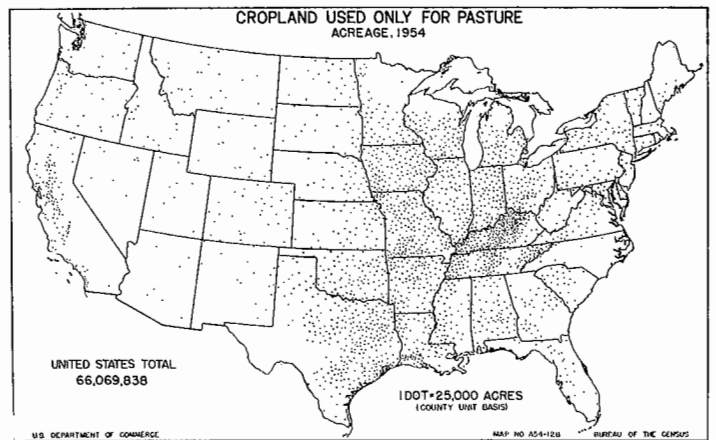 CROPLAND USED ONLY FOR PASTURE
ACREAGE, 1954
UNITED STATES TOTAL
66,069,838
1 DOT=25,000 ACRES
(COUNTY UNIT BASIS)
U.S. DEPARTMENT OF COMMERCE
MAP NO A54-128
BUREAU OF THE CENSUS